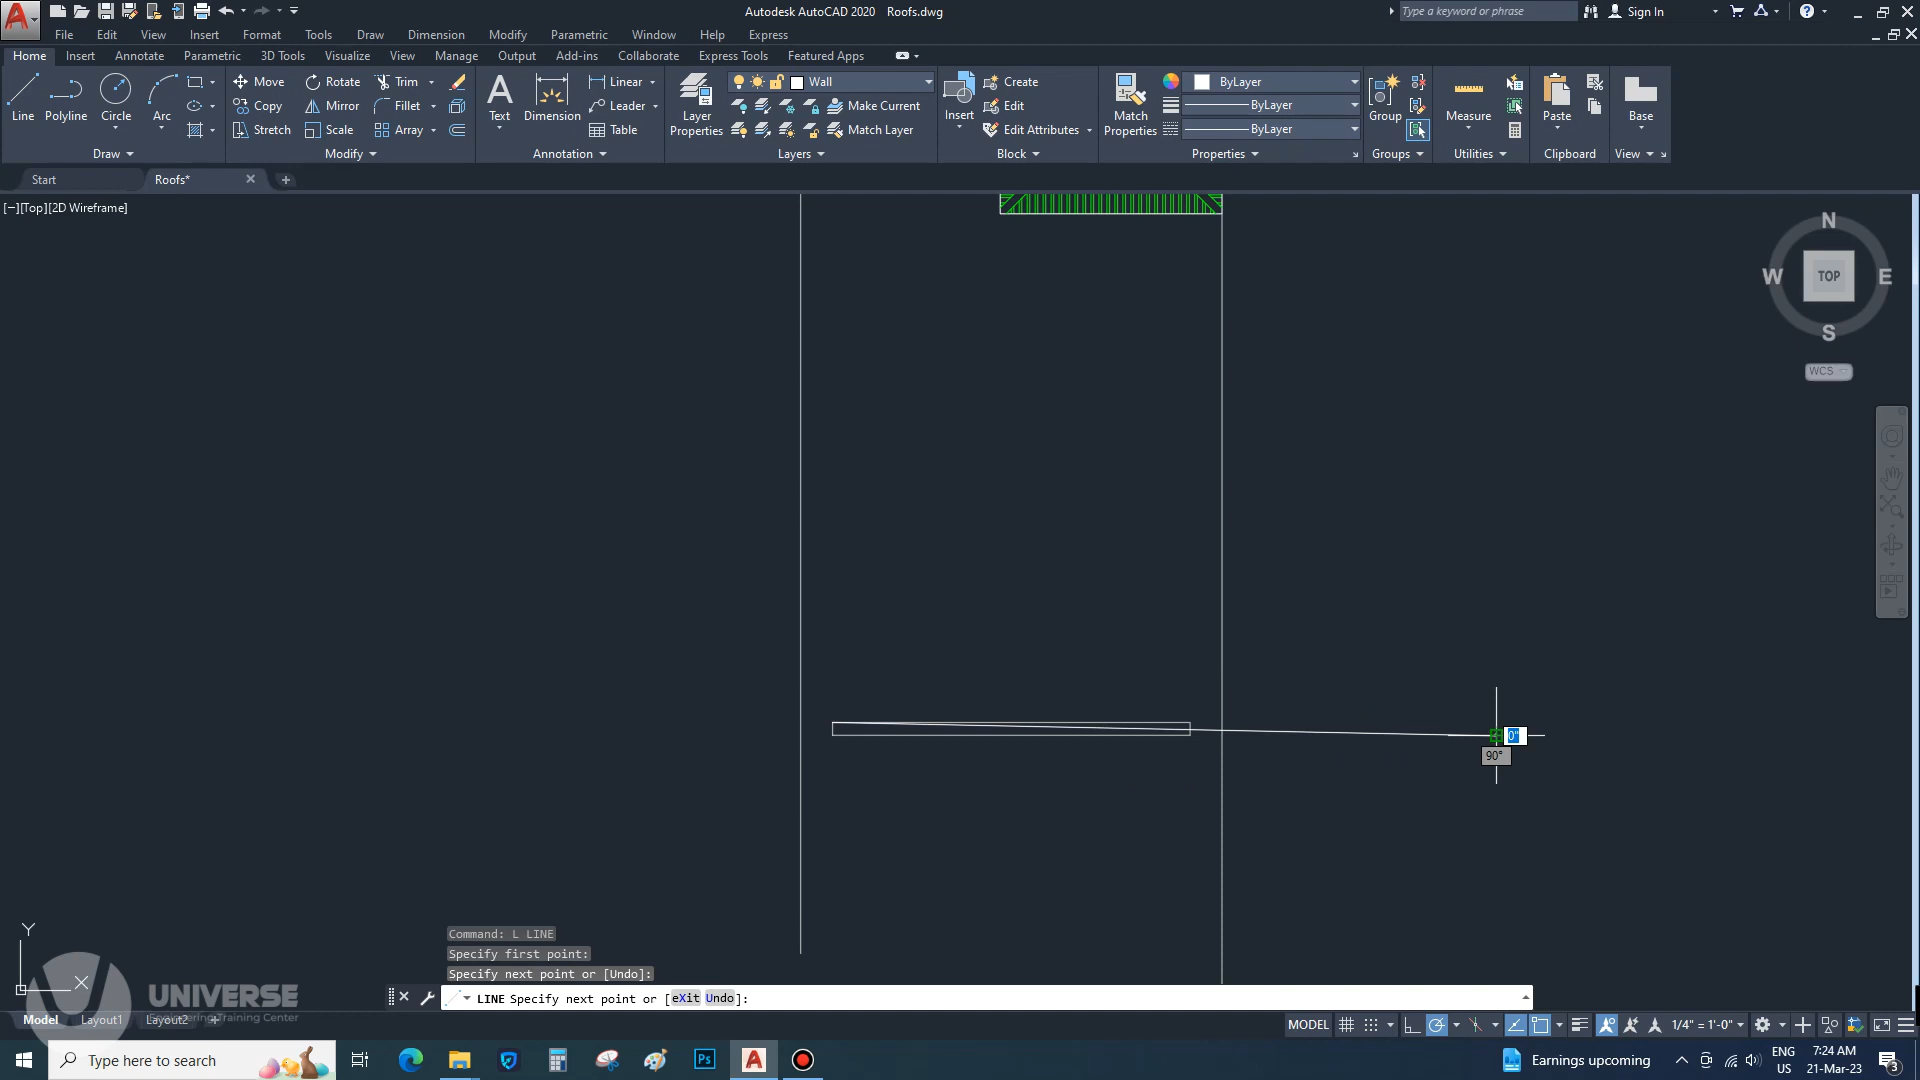 Autodesk AutoCAD 2020 Roofs.dwg
Type a keyword or phrase
Sign In
File Edit View Insert Format Tools Draw Dimension Modify Parametric Window Help Express
Home Insert Annotate Parametric 3D Tools Visualize View Manage Output Add-ins Collaborate Express Tools Featured Apps
Line Polyline Circle Arc
Move Rotate Trim
Copy Mirror Fillet
Stretch Scale Array
Text Dimension
Linear
Leader
Table
Layer Properties
Wall
Make Current
Match Layer
Insert
Create
Edit
Edit Attributes
Match Properties
ByLayer
ByLayer
ByLayer
Group
Measure
Paste
Base
Draw Modify Annotation Layers Block Properties Groups Utilities Clipboard View
Start Roofs*
[−][Top][2D Wireframe]
N
W TOP E
S
WCS
0"
90°
Y
X
Command: L LINE
Specify first point:
Specify next point or [Undo]:
LINE Specify next point or [eXit Undo]:
UNIVERSE
Engineering Training Center
Model Layout1 Layout2 +
MODEL 1/4" = 1'-0"
Type here to search
Ps
Earnings upcoming
ENG
US
7:24 AM
21-Mar-23
3